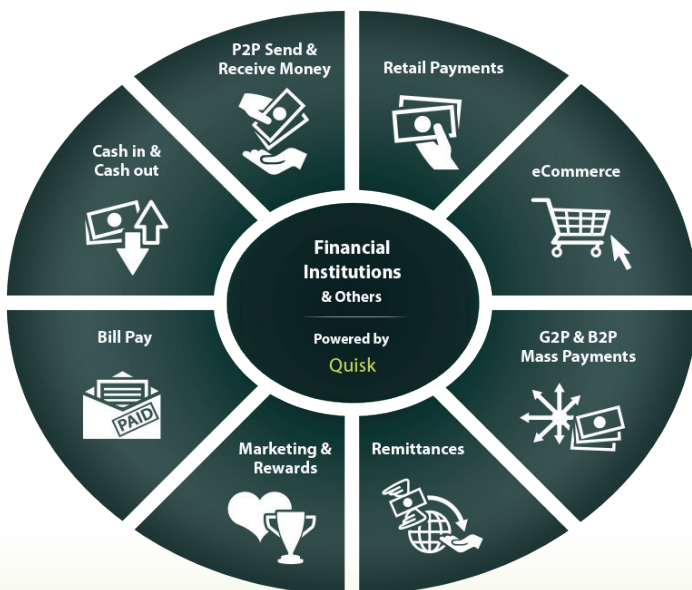 P2P Send &
Receive Money
Retail Payments
Cash in &
Cash out
eCommerce
Financial
Institutions
& Others
Powered by
Quisk
Bill Pay
PAID
G2P & B2P
Mass Payments
Marketing &
Rewards
Remittances